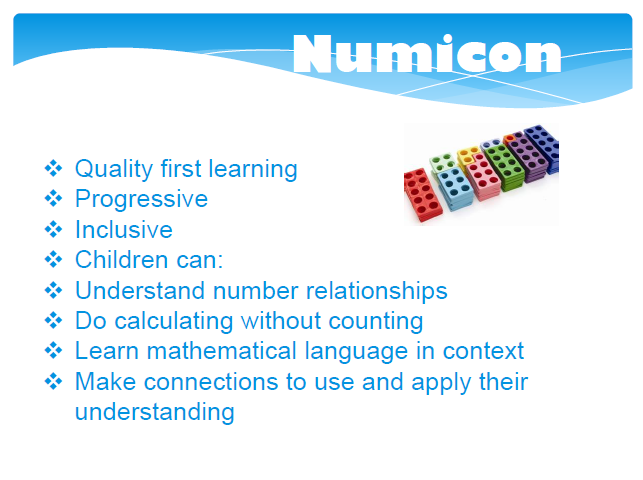 Numicon
❖ Quality first learning
❖ Progressive
❖ Inclusive
❖ Children can:
❖ Understand number relationships
❖ Do calculating without counting
❖ Learn mathematical language in context
❖ Make connections to use and apply their
understanding